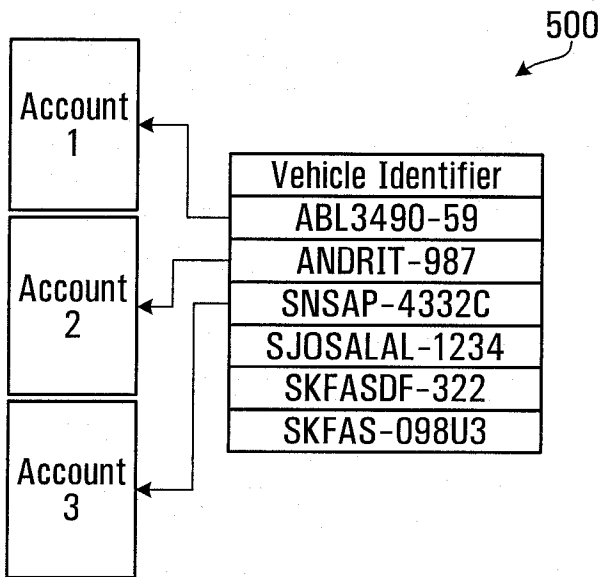 500
Account
1
Account
2
Account
3
Vehicle Identifier
ABL3490-59
ANDRIT-987
SNSAP-4332C
SJOSALAL-1234
SKFASDF-322
SKFAS-098U3